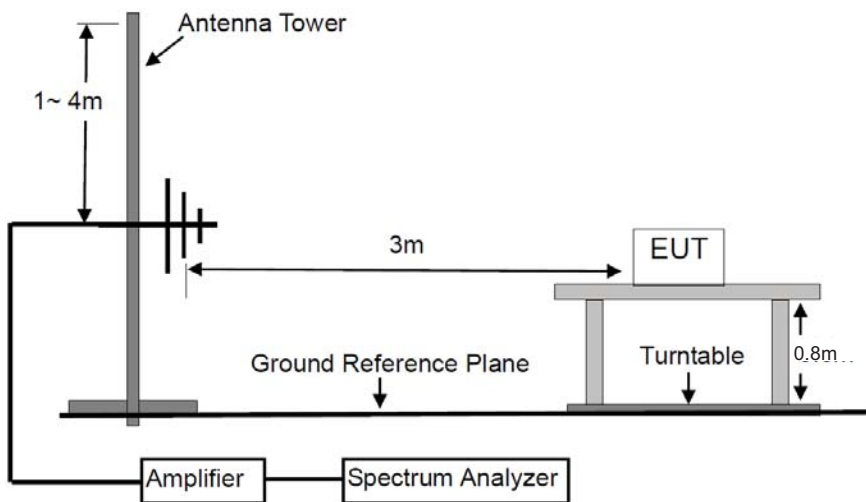 Antenna Tower
1~ 4m
3m
EUT
0.8m
Turntable
Ground Reference Plane
Amplifier
Spectrum Analyzer